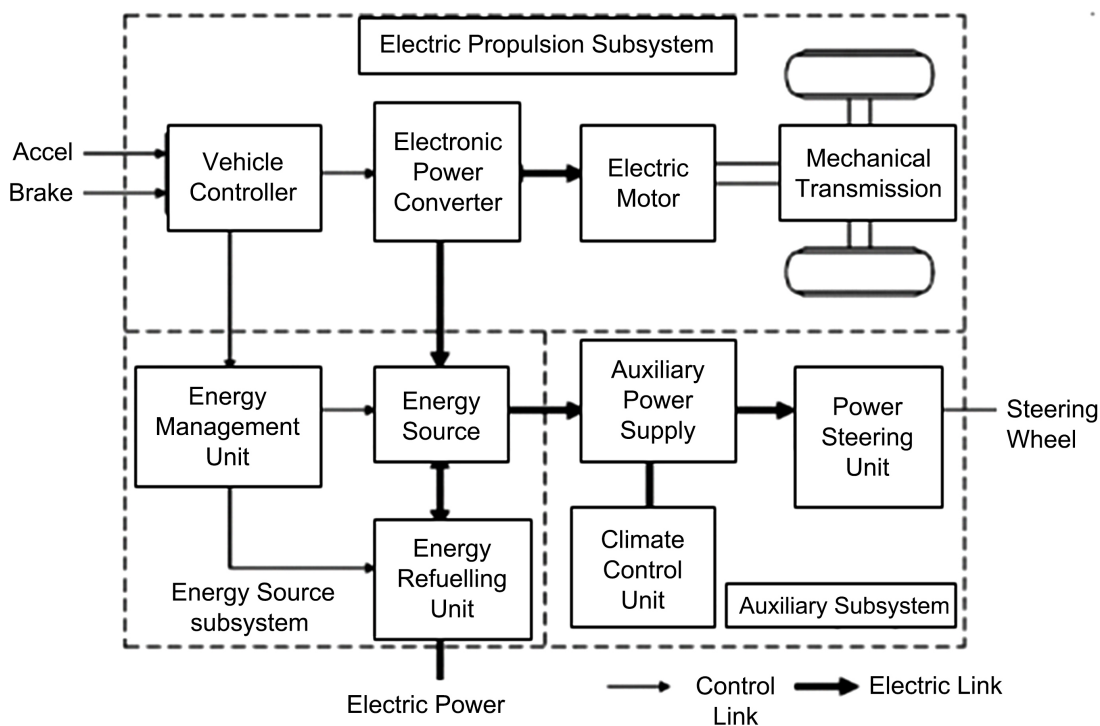 Electric Propulsion Subsystem
Accel
Brake
Vehicle
Controller
Electronic
Power
Converter
Electric
Motor
Mechanical
Transmission
Energy
Management
Unit
Energy
Source
Auxiliary
Power
Supply
Power
Steering
Unit
Steering
Wheel
Energy
Refuelling
Unit
Climate
Control
Unit
Energy Source
subsystem
Auxiliary Subsystem
Electric Power
Control
Link
Electric Link